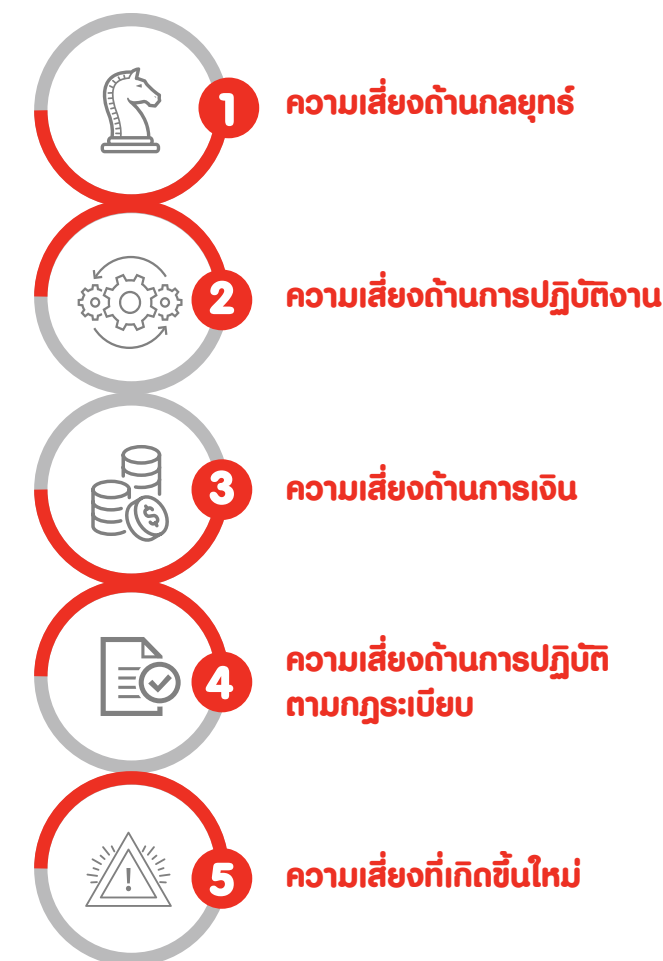 1 ความเสี่ยงด้านกลยุทธ์
2 ความเสี่ยงด้านการปฏิบัติงาน
3 ความเสี่ยงด้านการเงิน
$
4 ความเสี่ยงด้านการปฏิบัติ
ตามกฎระเบียบ
!
5 ความเสี่ยงที่เกิดขึ้นใหม่